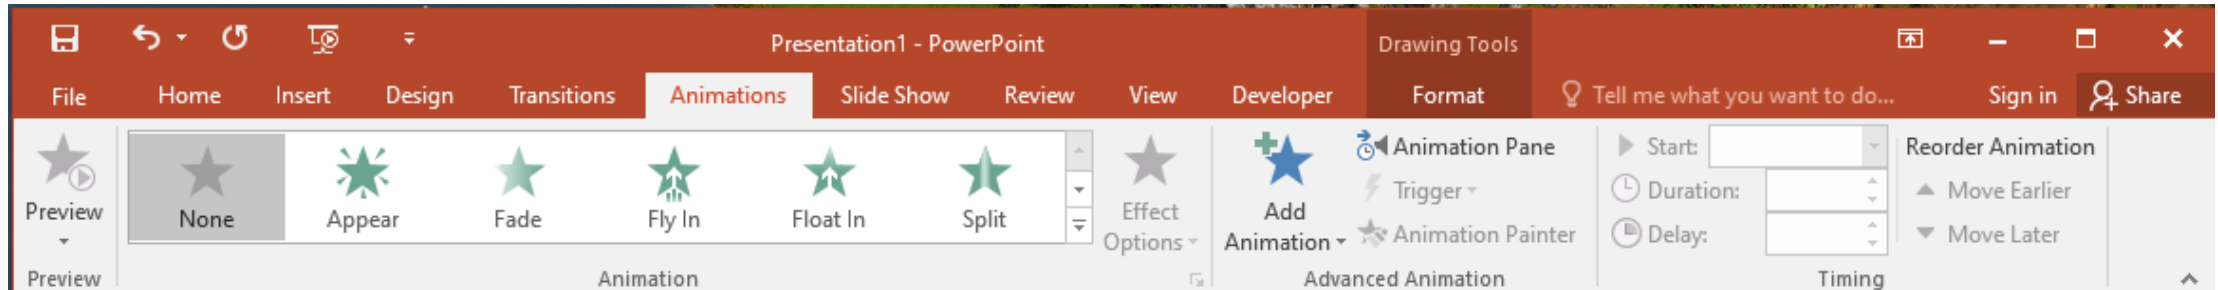 Presentation1 - PowerPoint
Drawing Tools
File Home Insert Design Transitions Animations Slide Show Review View Developer Format Tell me what you want to do... Sign in Share
Preview
None Appear Fade Fly In Float In Split
Effect
Options
Add
Animation
Animation Pane
Trigger
Animation Painter
Start:
Duration:
Delay:
Reorder Animation
Move Earlier
Move Later
Preview Animation Advanced Animation Timing